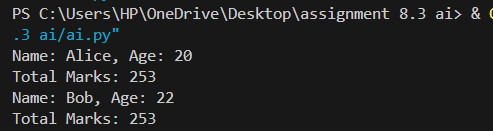 PS C:\Users\HP\OneDrive\Desktop\assignment 8.3 ai> &
.3 ai/ai.py"
Name: Alice, Age: 20
Total Marks: 253
Name: Bob, Age: 22
Total Marks: 253